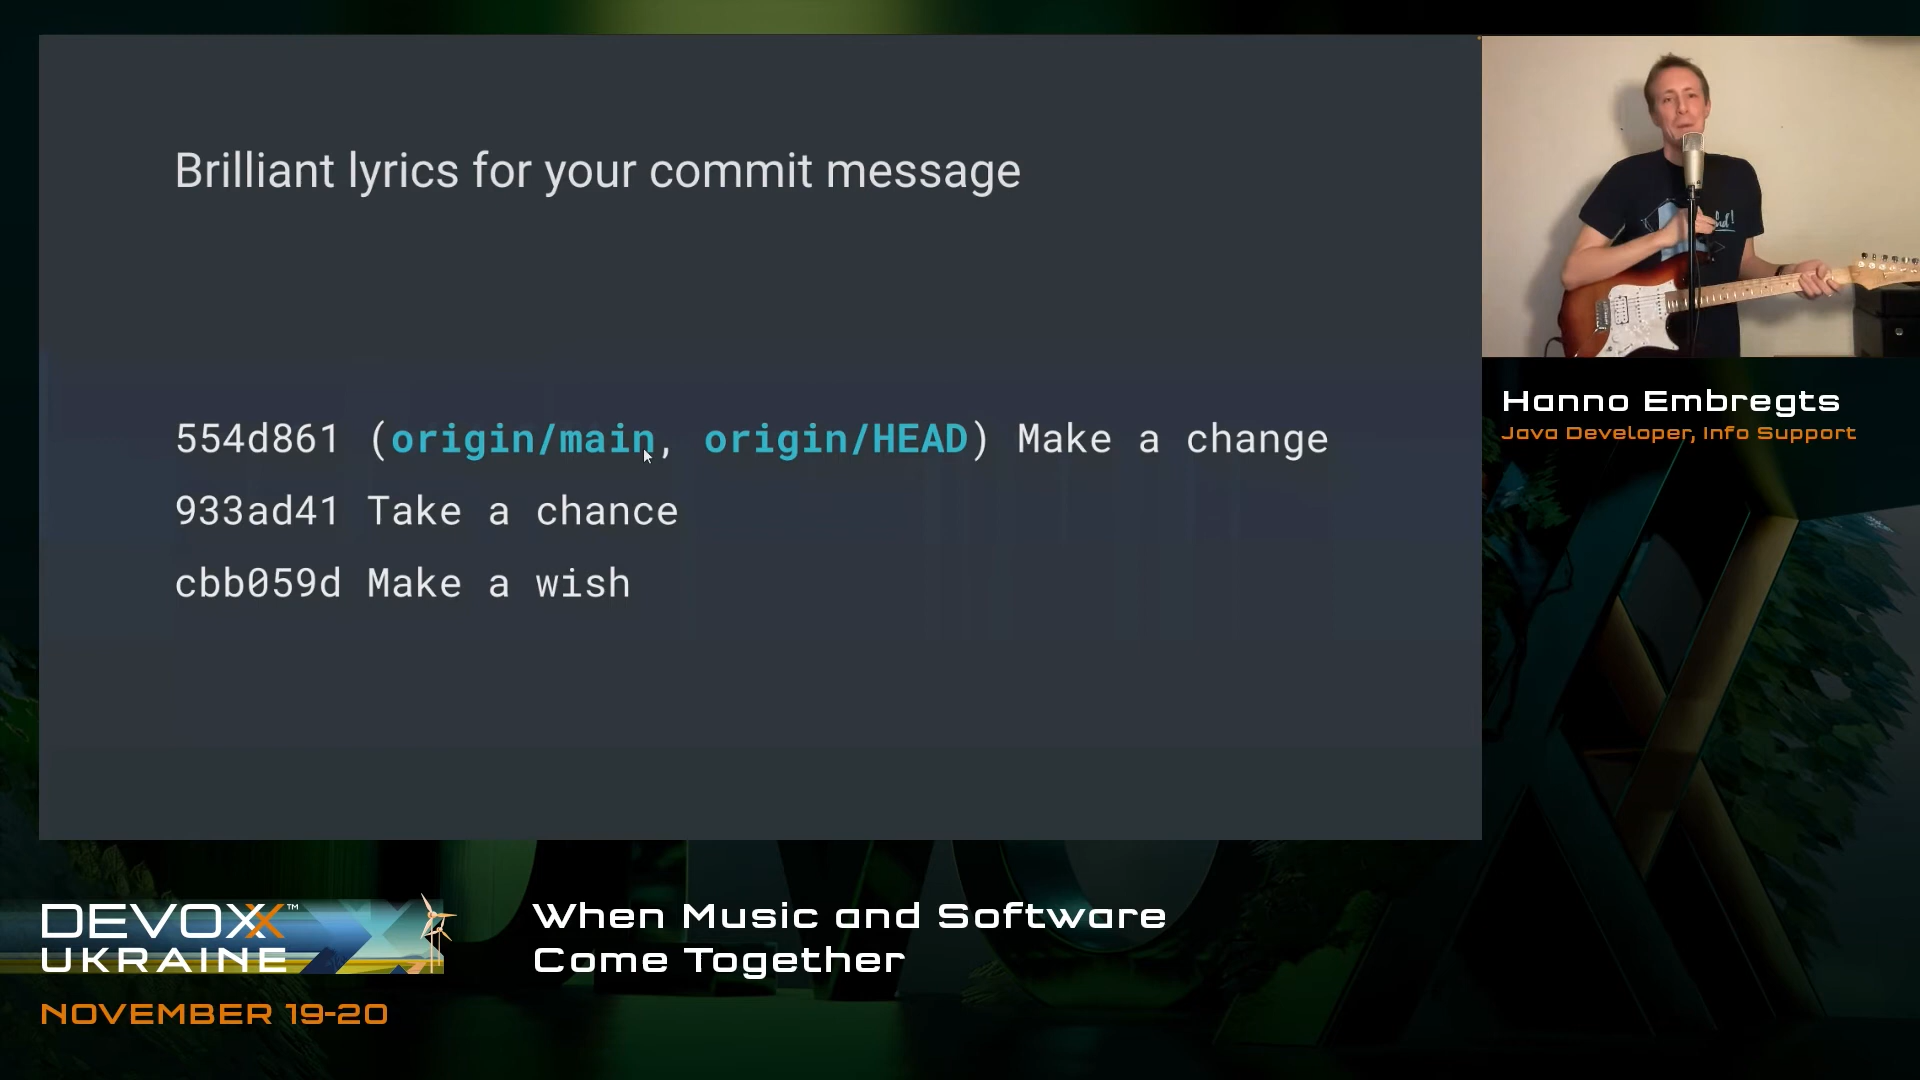 Brilliant lyrics for your commit message
554d861 (origin/main, origin/HEAD) Make a change
933ad41 Take a chance
cbb059d Make a wish
Hanno Embregts
Java Developer, Info Support
DEVOXX™
UKRAINE
NOVEMBER 19-20
When Music and Software
Come Together